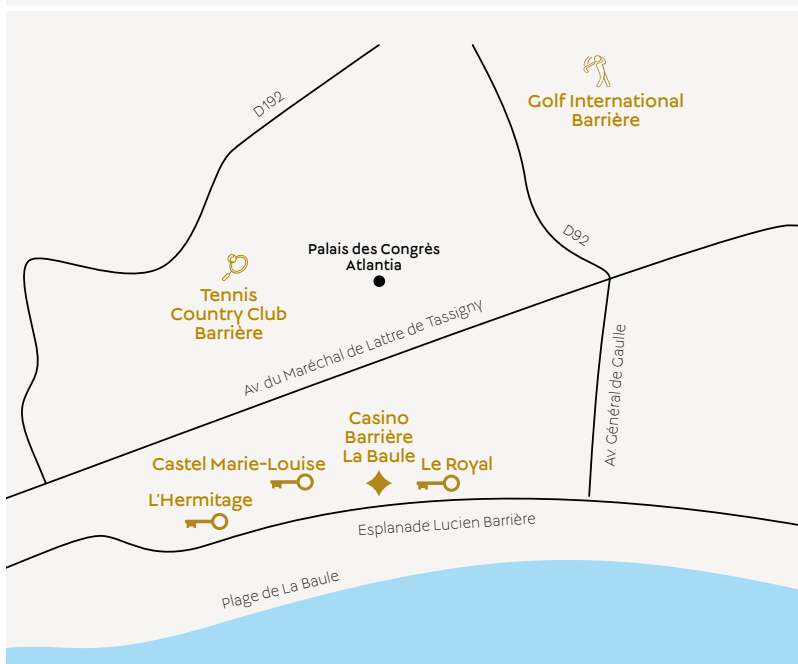 D192
Golf International
Barrière
D92
Palais des Congrès
Atlantia
Tennis
Country Club
Barrière
Av. du Maréchal de Lattre de Tassigny
Av. Général de Gaulle
Casino
Barrière
La Baule
Castel Marie-Louise
Le Royal
L'Hermitage
Esplanade Lucien Barrière
Plage de La Baule